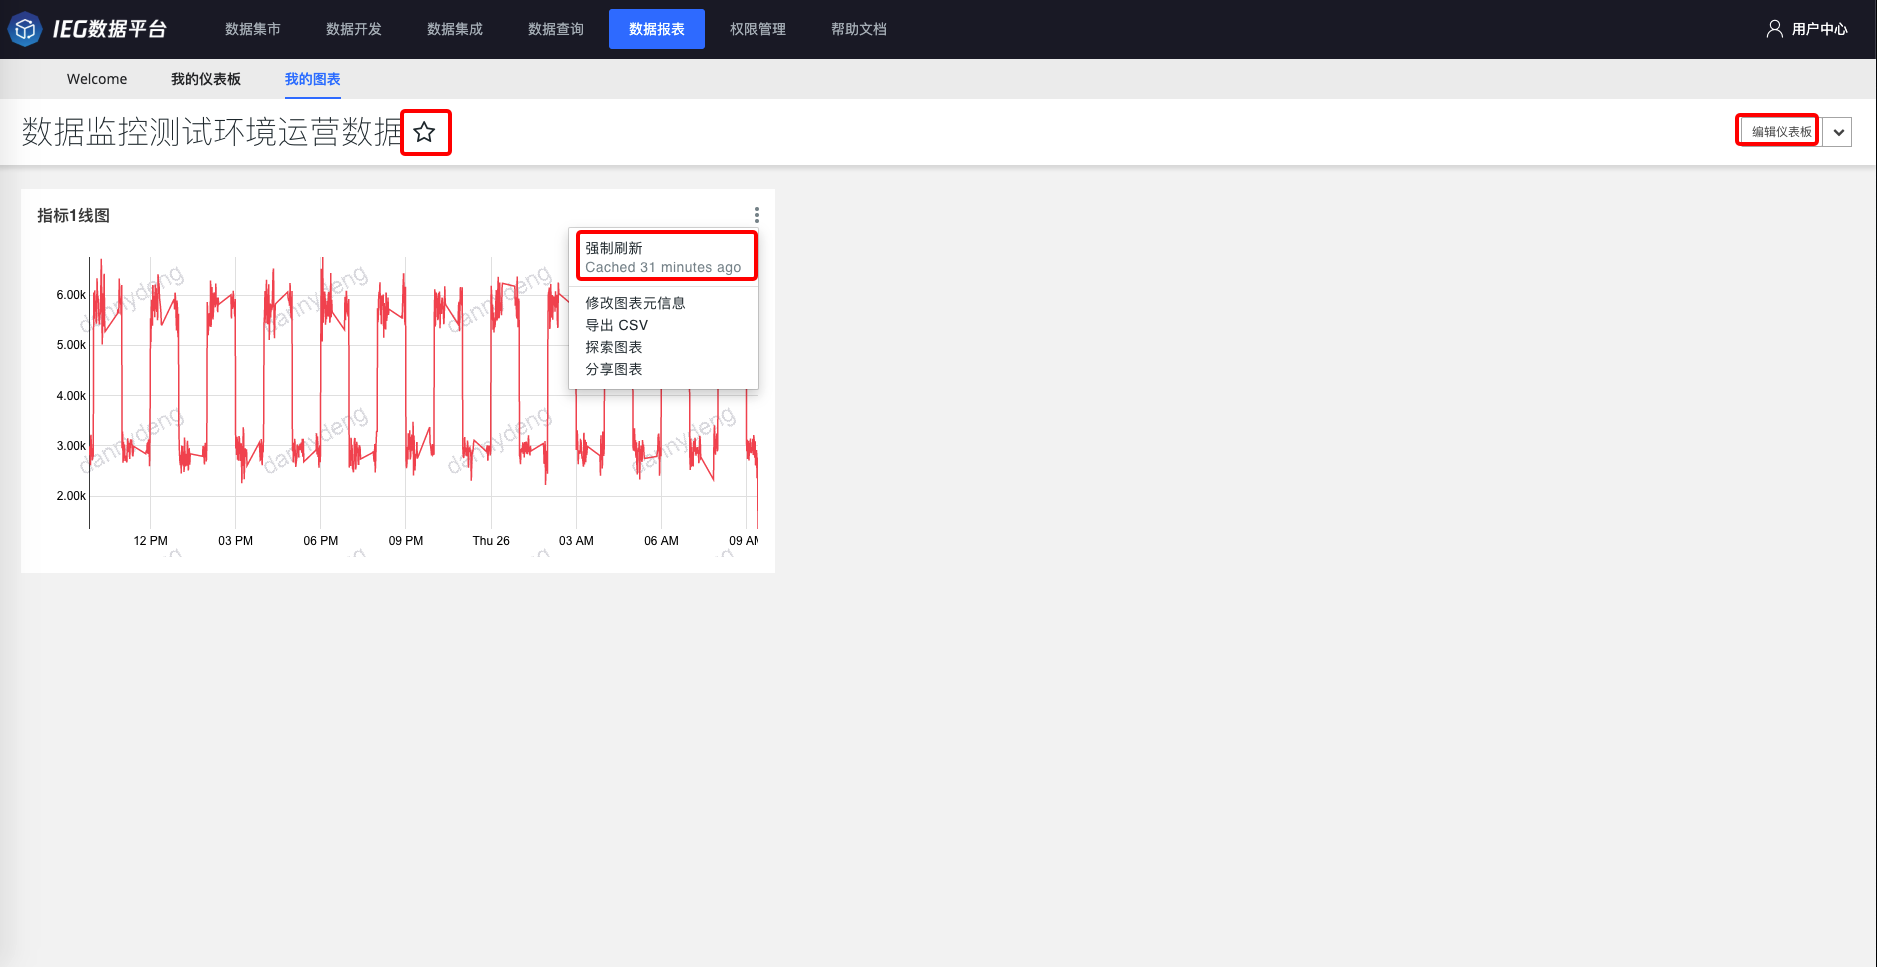 IEG数据平台
数据集市 数据开发 数据集成 数据查询 数据报表 权限管理 帮助文档 用户中心
Welcome 我的仪表板 我的图表
数据监控测试环境运营数据
编辑仪表板
指标1线图
强制刷新
Cached 31 minutes ago
修改图表元信息
导出 CSV
探索图表
分享图表
6.00k
5.00k
4.00k
3.00k
2.00k
12 PM 03 PM 06 PM 09 PM Thu 26 03 AM 06 AM 09 AM
dannydeng dannydeng dannydeng
dannydeng dannydeng dannydeng dannydeng